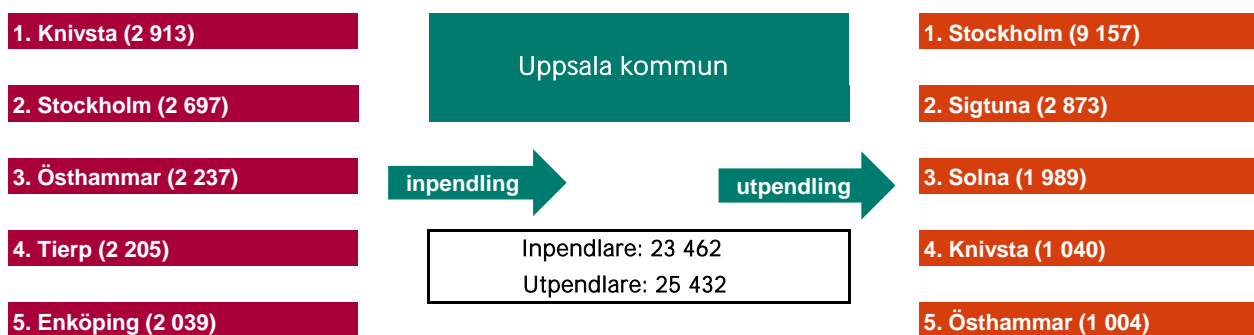 1. Knivsta (2 913)
2. Stockholm (2 697)
3. Östhammar (2 237)
4. Tierp (2 205)
5. Enköping (2 039)
Uppsala kommun
inpendling
utpendling
Inpendlare: 23 462
Utpendlare: 25 432
1. Stockholm (9 157)
2. Sigtuna (2 873)
3. Solna (1 989)
4. Knivsta (1 040)
5. Östhammar (1 004)